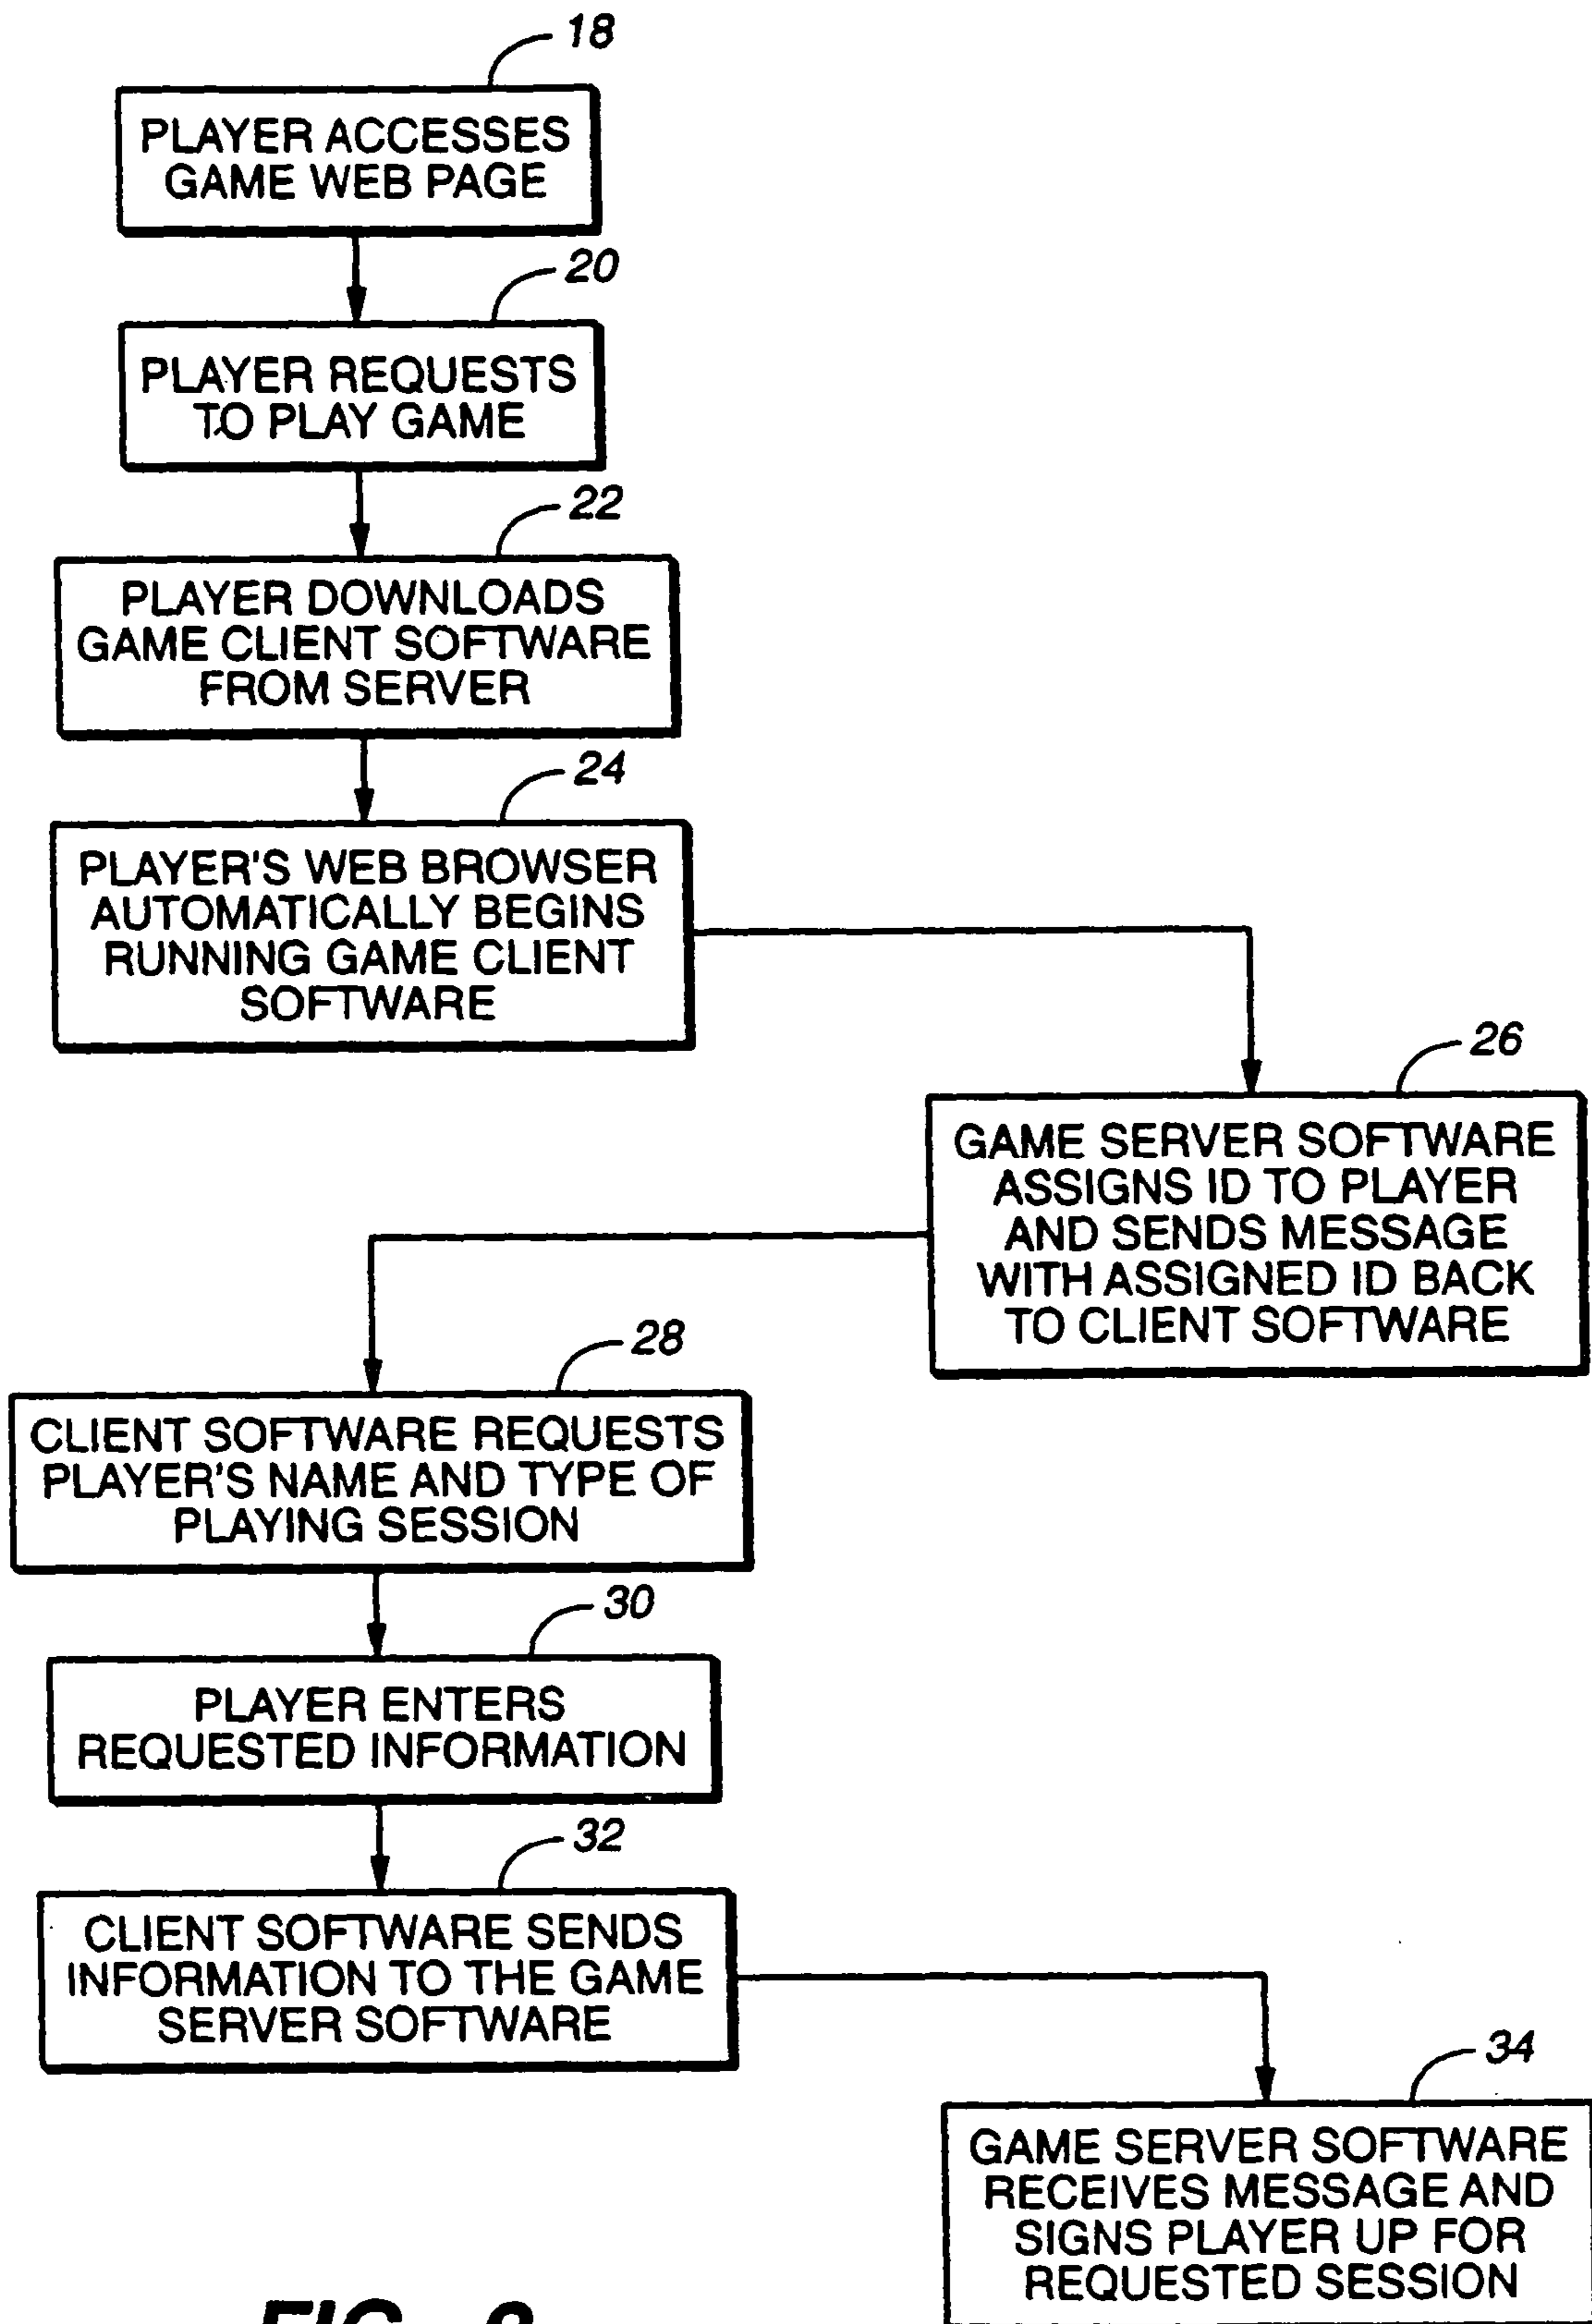 18
PLAYER ACCESSES
GAME WEB PAGE
20
PLAYER REQUESTS
TO PLAY GAME
22
PLAYER DOWNLOADS
GAME CLIENT SOFTWARE
FROM SERVER
24
PLAYER'S WEB BROWSER
AUTOMATICALLY BEGINS
RUNNING GAME CLIENT
SOFTWARE
26
GAME SERVER SOFTWARE
ASSIGNS ID TO PLAYER
AND SENDS MESSAGE
WITH ASSIGNED ID BACK
TO CLIENT SOFTWARE
28
CLIENT SOFTWARE REQUESTS
PLAYER'S NAME AND TYPE OF
PLAYING SESSION
30
PLAYER ENTERS
REQUESTED INFORMATION
32
CLIENT SOFTWARE SENDS
INFORMATION TO THE GAME
SERVER SOFTWARE
34
GAME SERVER SOFTWARE
RECEIVES MESSAGE AND
SIGNS PLAYER UP FOR
REQUESTED SESSION
FIG.